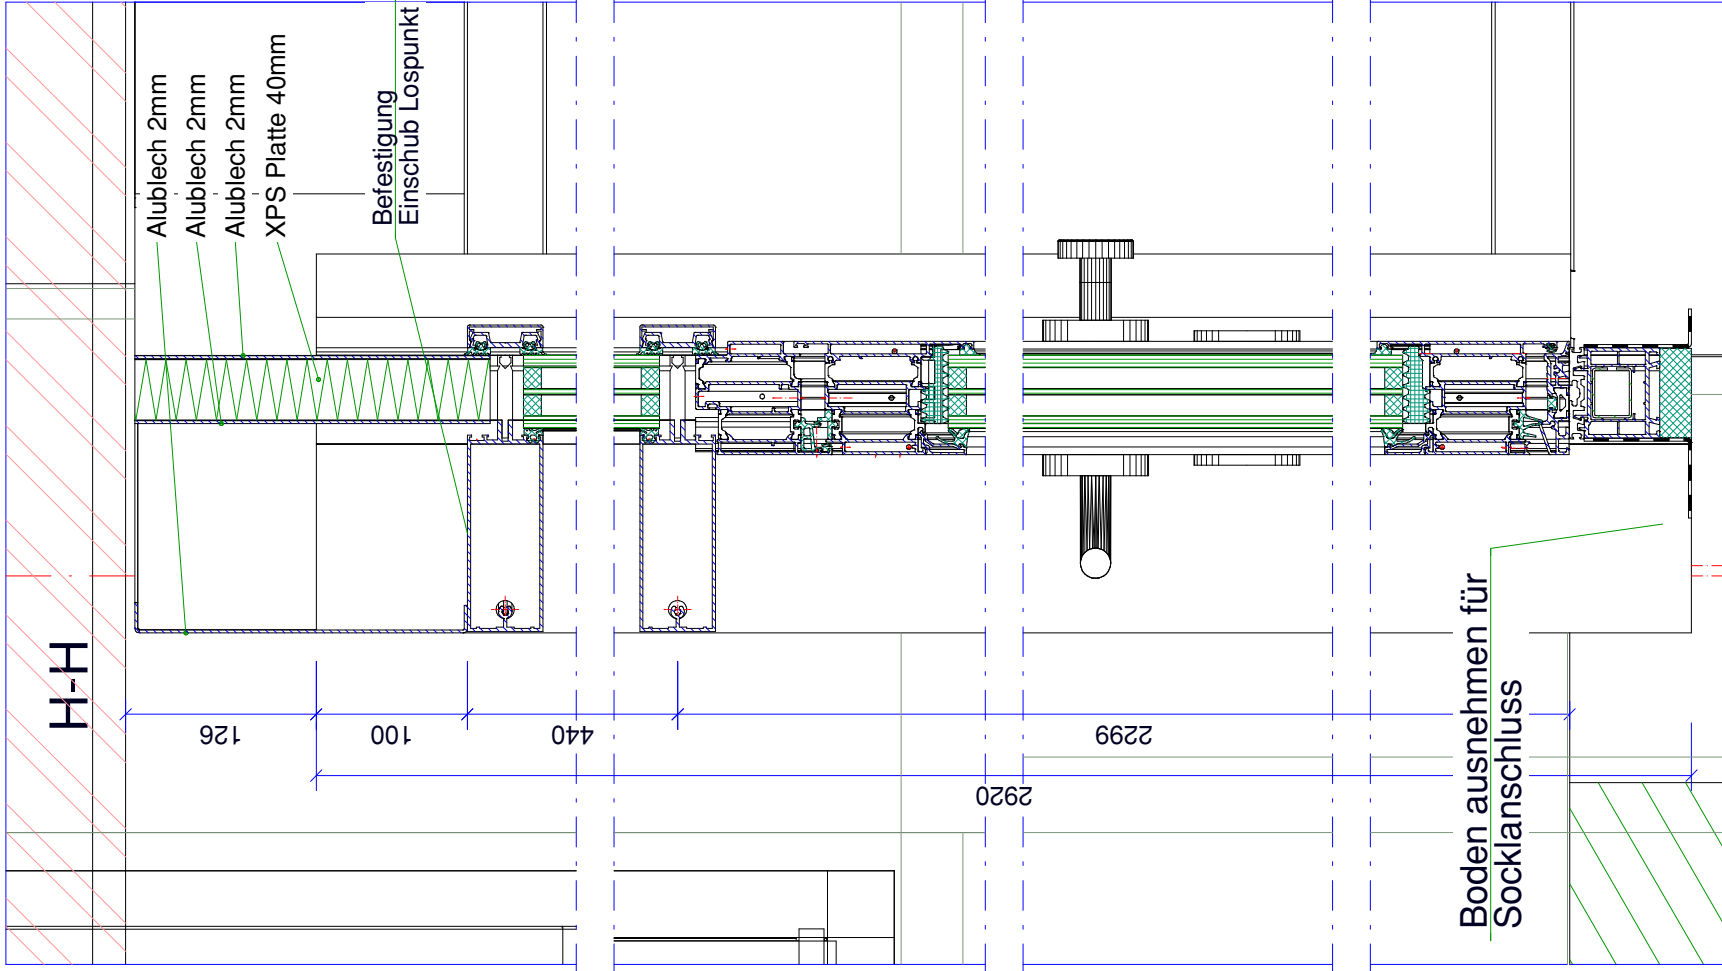 H-H
Alublech 2mm
Alublech 2mm
Alublech 2mm
XPS Platte 40mm
Befestigung
Einschub Lospunkt
126
100
440
2299
2920
Boden ausnehmen für
Socklanschluss